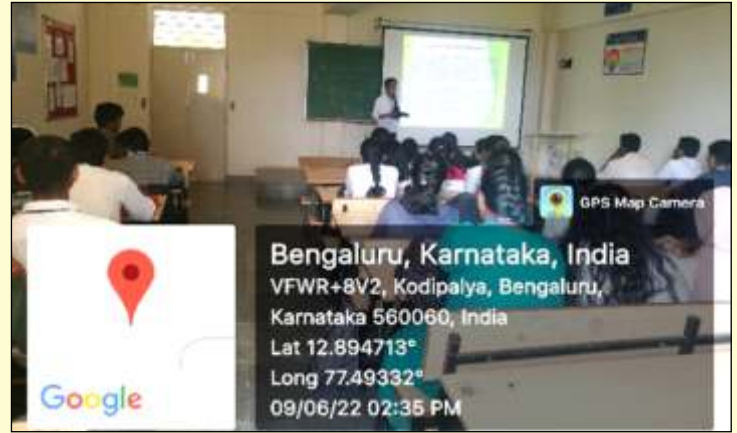 GPS Map Camera
Bengaluru, Karnataka, India
VFWR+8V2, Kodipalya, Bengaluru,
Karnataka 560060, India
Lat 12.894713°
Long 77.49332°
09/06/22 02:35 PM
Google